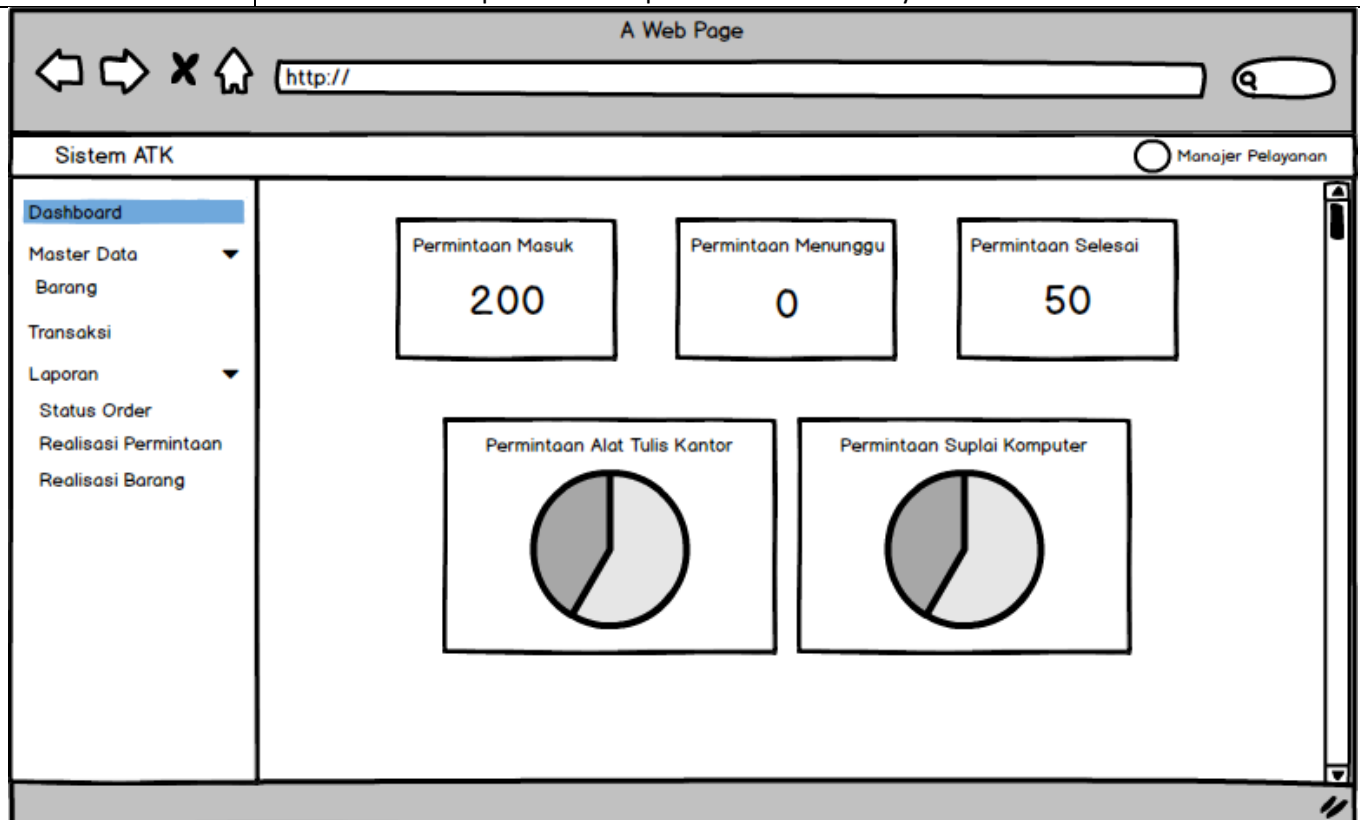 A Web Page
http://
Sistem ATK
Manajer Pelayanan
Dashboard
Master Data
Barang
Transaksi
Laporan
Status Order
Realisasi Permintaan
Realisasi Barang
Permintaan Masuk
200
Permintaan Menunggu
0
Permintaan Selesai
50
Permintaan Alat Tulis Kantor
Permintaan Suplai Komputer